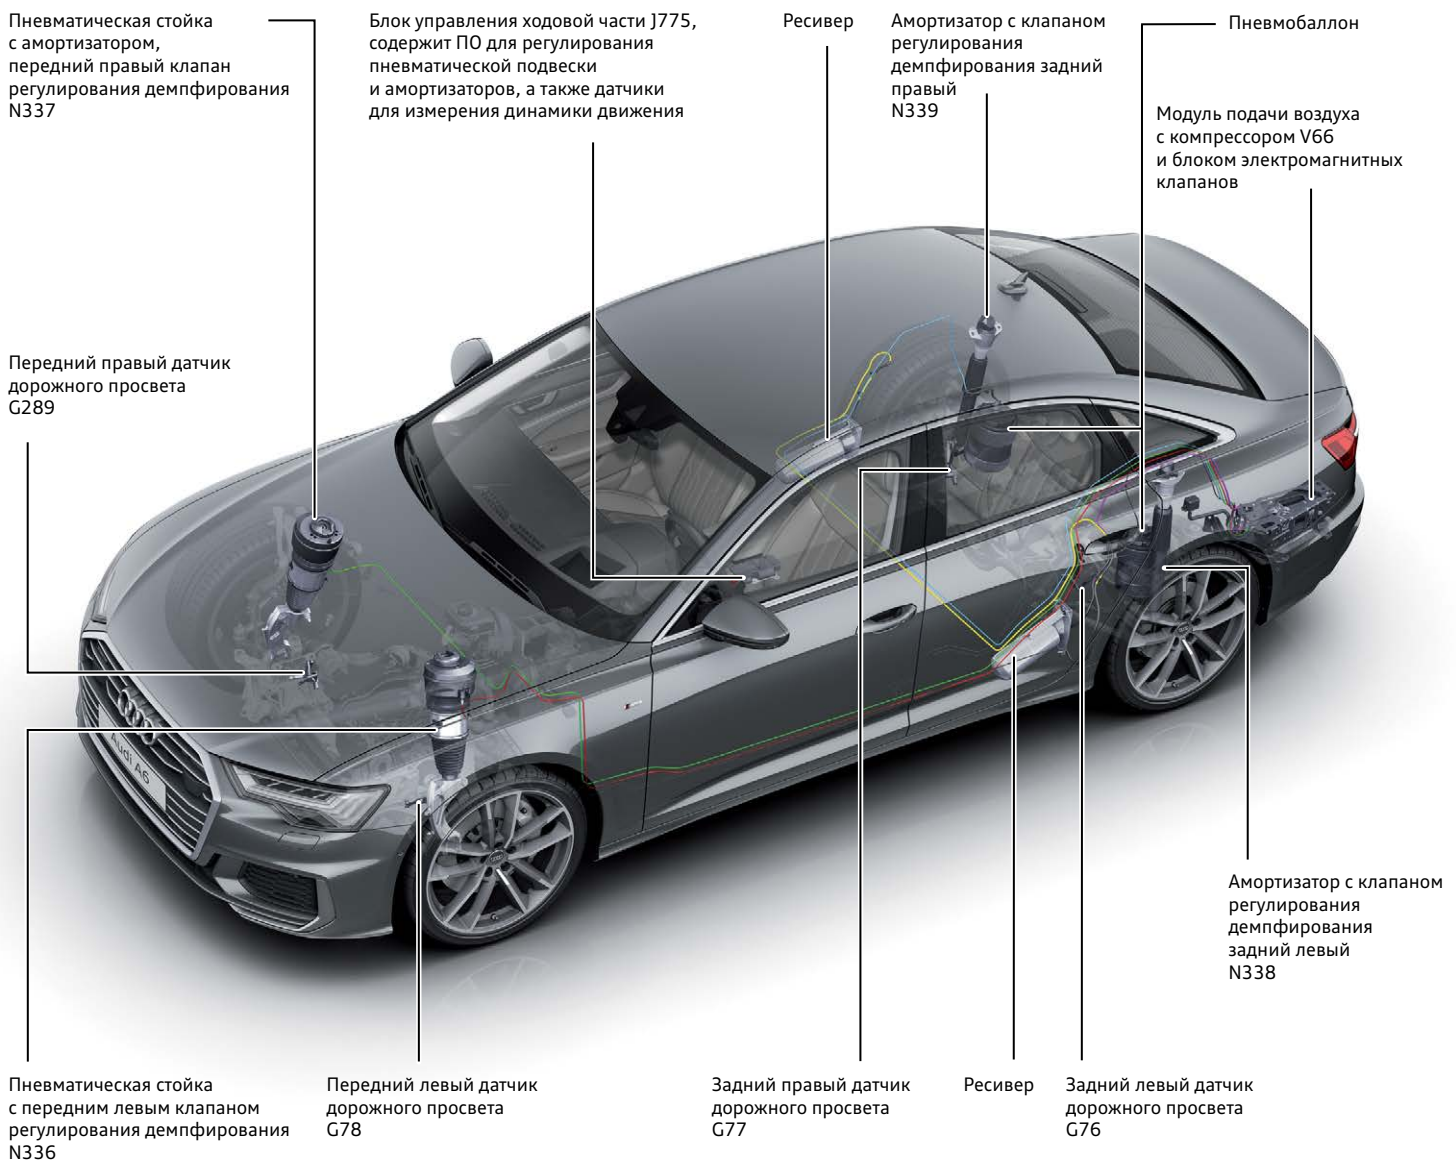 Пневматическая стойка
с амортизатором,
передний правый клапан
регулирования демпфирования
N337
Блок управления ходовой части J775,
содержит ПО для регулирования
пневматической подвески
и амортизаторов, а также датчики
для измерения динамики движения
Ресивер
Амортизатор с клапаном
регулирования
демпфирования задний
правый
N339
Пневмобаллон
Модуль подачи воздуха
с компрессором V66
и блоком электромагнитных
клапанов
Передний правый датчик
дорожного просвета
G289
Audi A6
Амортизатор с клапаном
регулирования
демпфирования
задний левый
N338
Пневматическая стойка
с передним левым клапаном
регулирования демпфирования
N336
Передний левый датчик
дорожного просвета
G78
Задний правый датчик
дорожного просвета
G77
Ресивер
Задний левый датчик
дорожного просвета
G76